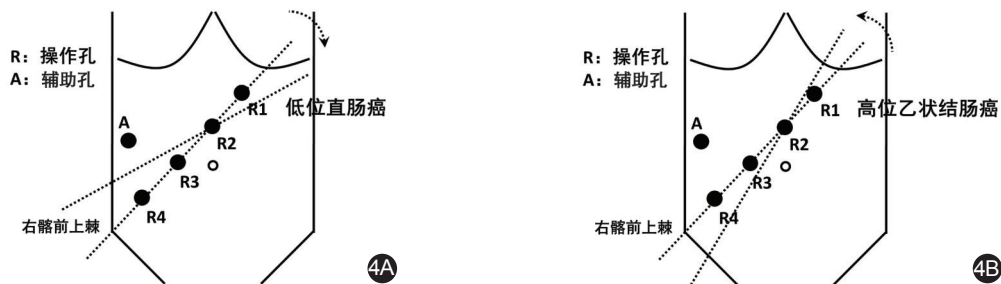 R：操作孔
A：辅助孔
A
R1
低位直肠癌
R2
R3
R4
右髂前上棘
4A
R：操作孔
A：辅助孔
A
R1
高位乙状结肠癌
R2
R3
R4
右髂前上棘
4B